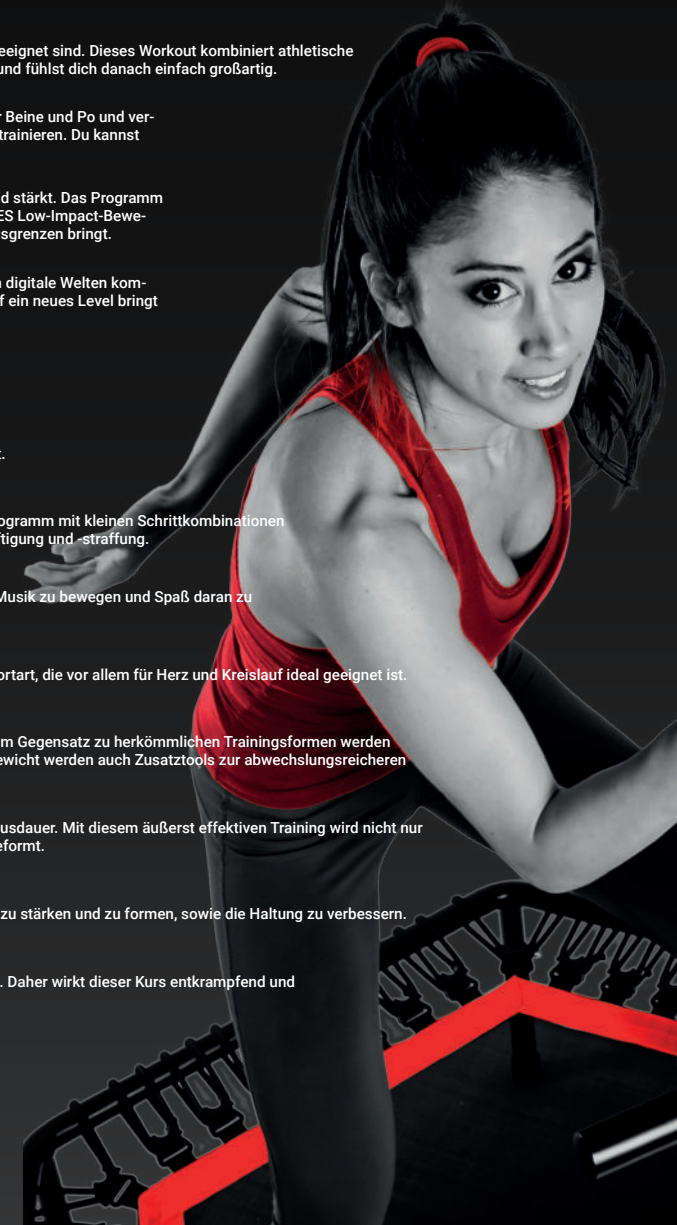 eeignet sind. Dieses Workout kombiniert athletische
und fühlst dich danach einfach großartig.
r Beine und Po und ver-
trainieren. Du kannst
d stärkt. Das Programm
ES Low-Impact-Bewe-
sgrenzen bringt.
n digitale Welten kom-
f ein neues Level bringt
t.
ogramm mit kleinen Schrittkombinationen
tigung und -straffung.
Musik zu bewegen und Spaß daran zu
ortart, die vor allem für Herz und Kreislauf ideal geeignet ist.
m Gegensatz zu herkömmlichen Trainingsformen werden
ewicht werden auch Zusatztools zur abwechslungsreicheren
usdauer. Mit diesem äußerst effektiven Training wird nicht nur
eformt.
zu stärken und zu formen, sowie die Haltung zu verbessern.
. Daher wirkt dieser Kurs entkrampfend und